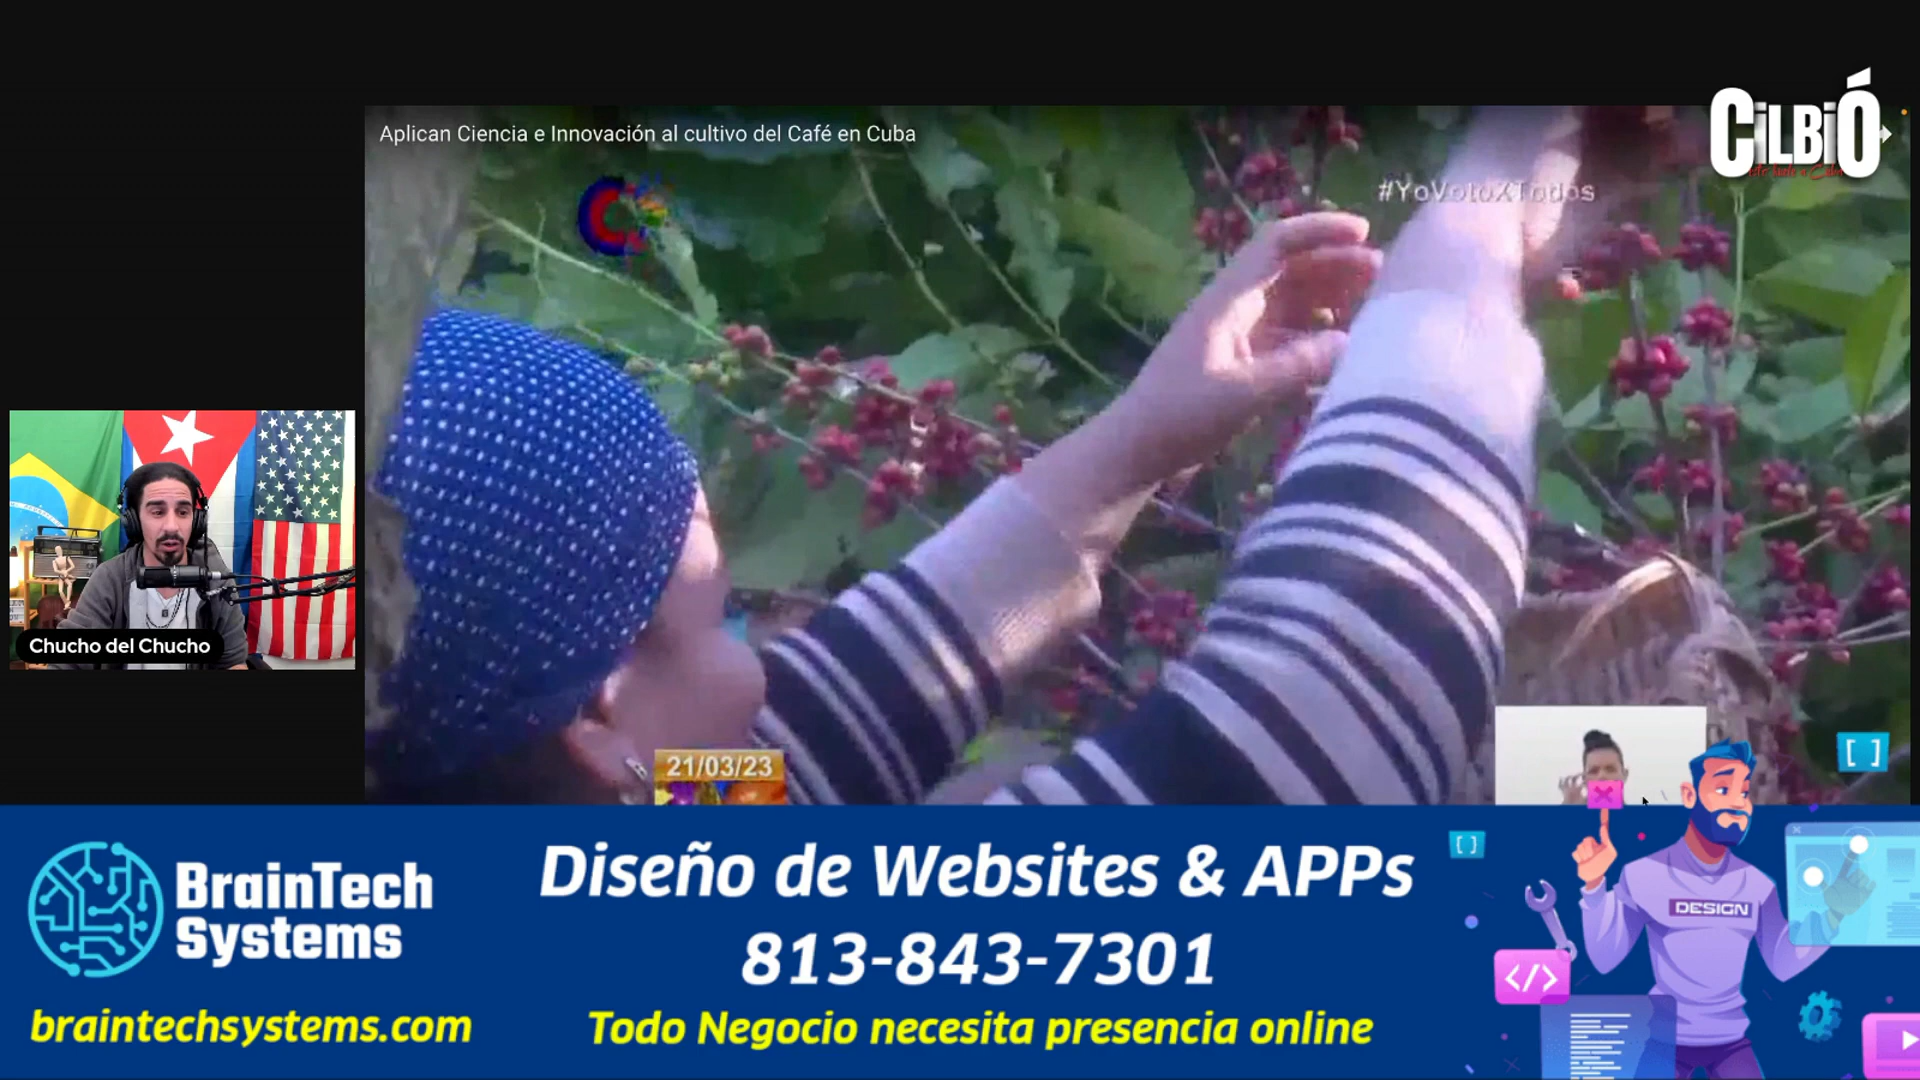 Aplican Ciencia e Innovación al cultivo del Café en Cuba
CiLBiÓ
#YoVotoXTodos
Chucho del Chucho
21/03/23
[ ]
[ ]
BrainTech
Systems
braintechsystems.com
Diseño de Websites & APPs
813-843-7301
Todo Negocio necesita presencia online
DESIGN
</>